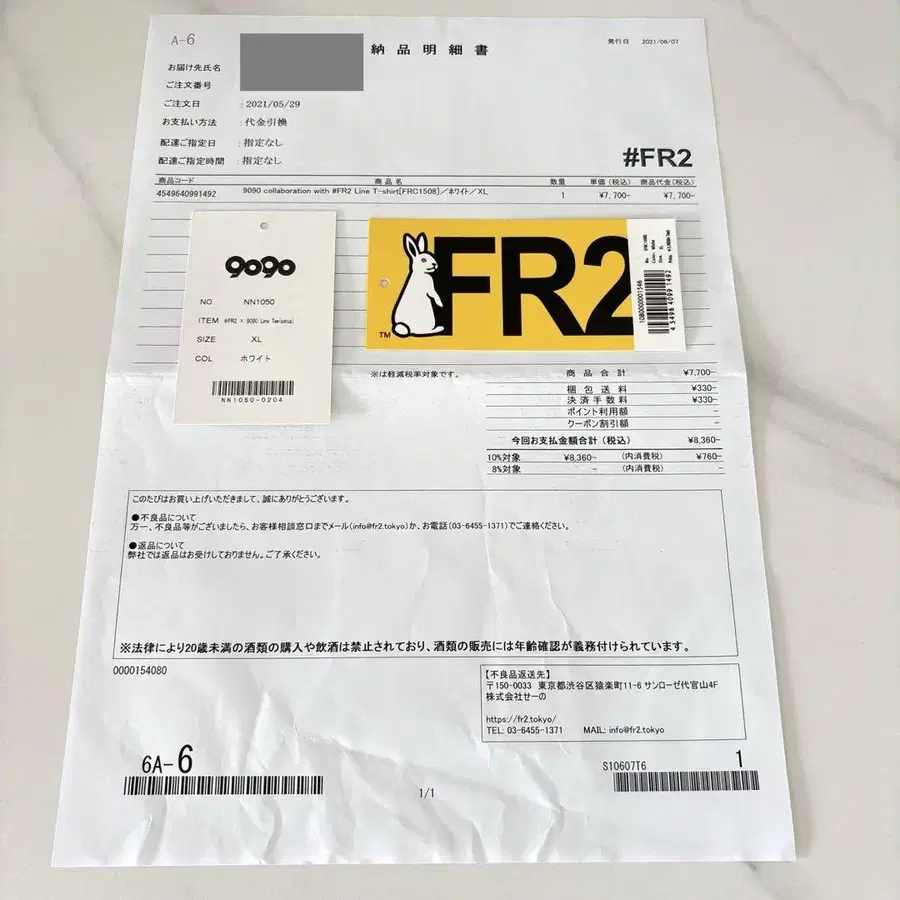 A-6
納品明細書
発行日 2021/06/07
お届け先氏名
ご注文番号
ご注文日 : 2021/05/29
お支払い方法 : 代金引換
配達ご指定日 : 指定なし
配達ご指定時間 : 指定なし
#FR2
商品コード 商品名 数量 単価(税込) 商品代金(税込)
4549640991492 9090 collaboration with #FR2 Line T-shirt[FRC1508]/ホワイト/XL 1- ¥7,700- ¥7,700-
9090
NO. NN1050
ITEM #FR2 × 9090 Line Tee(setup)
SIZE XL
COL ホワイト
NN1050-0204
FR2
TM
1080000001546
4 549640 991492
※は軽減税率対象です。
商品合計 ¥7,700-
梱包送料 ¥330-
決済手数料 ¥330-
ポイント利用額 -
クーポン割引額 -
今回お支払金額合計(税込) ¥8,360-
10%対象 ¥8,360- (内消費税) ¥760-
8%対象 - (内消費税) -
このたびはお買い上げいただきまして、誠にありがとうございます。
●不良品について
万一、不良品等がございましたら、お客様相談窓口までメール(info@fr2.tokyo)か、お電話(03-6455-1371)でご連絡ください。
●返品について
弊社では返品はお受けしておりません。ご了承ください。
※法律により20歳未満の酒類の購入や飲酒は禁止されており、酒類の販売には年齢確認が義務付けられています。
0000154080
【不良品返送先】
〒150-0033 東京都渋谷区猿楽町11-6 サンローゼ代官山4F
株式会社せーの
https://fr2.tokyo/
TEL: 03-6455-1371 MAIL: info@fr2.tokyo
6A-6
S10607T6 1
1/1